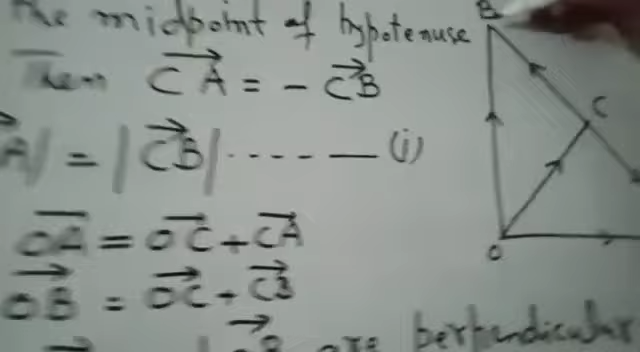 The midpoint of hypotenuse
Then CA⃗ = - CB⃗
A⃗| = |CB⃗| ----- (i)
OA⃗ = OC⃗ + CA⃗
OB⃗ = OC⃗ + CB⃗
are perpendicular
B
C
O